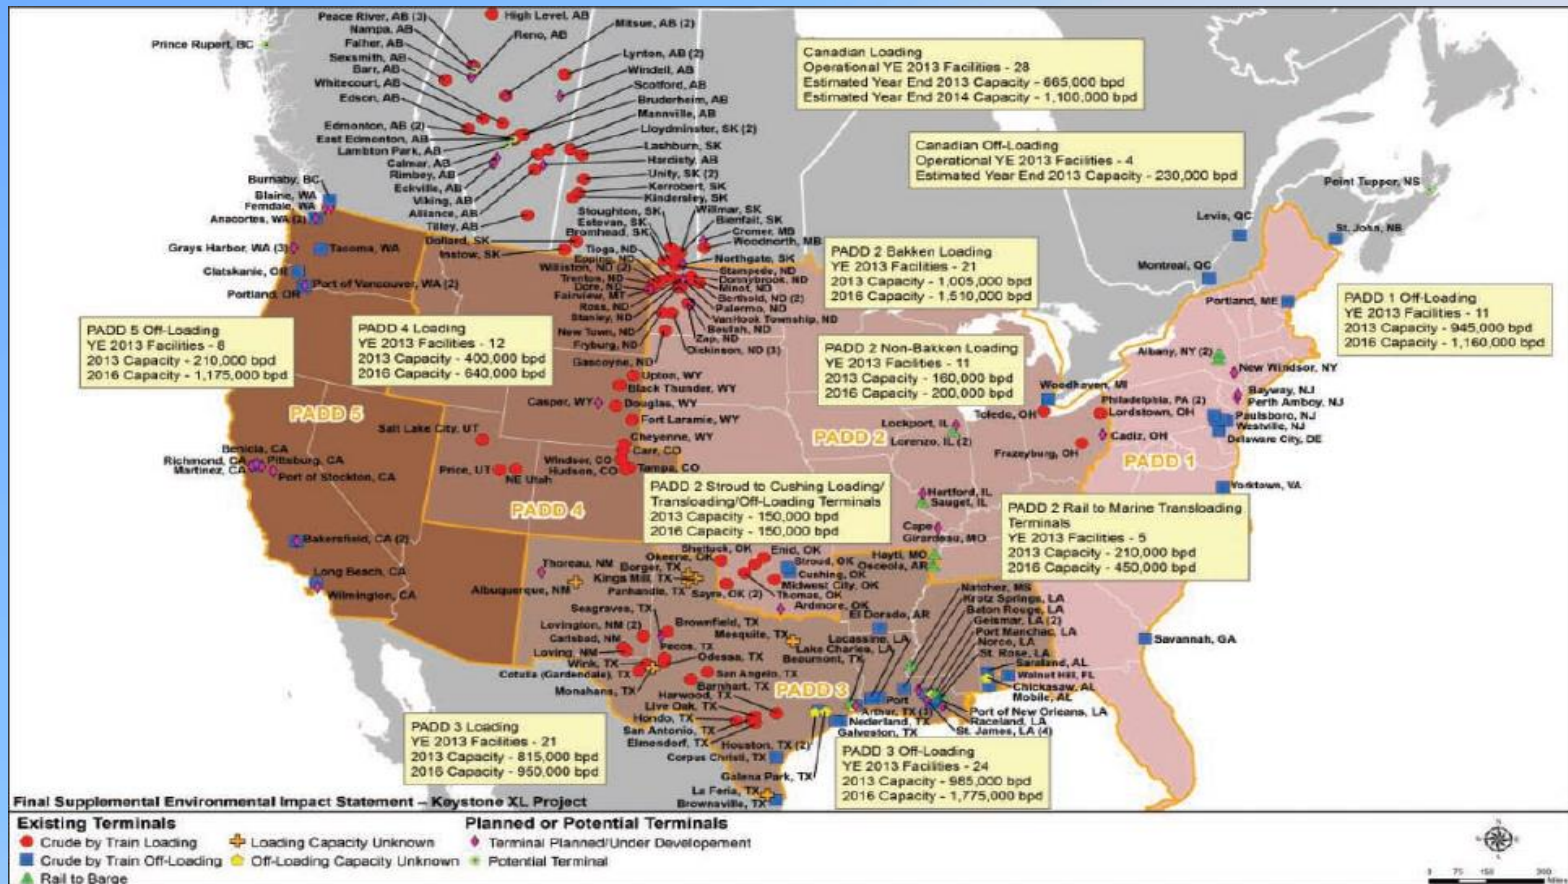 Prince Rupert, BC
Peace River, AB (3)
Nampa, AB
Falher, AB
Sexsmith, AB
Barr, AB
Whitecourt, AB
Edson, AB
Edmonton, AB (2)
East Edmonton, AB
Lambton Park, AB
Calmar, AB
Rimbey, AB
Eckville, AB
Viking, AB
Alliance, AB
Tilley, AB
Dollard, SK
Instow, SK
High Level, AB
Reno, AB
Mitsue, AB (2)
Lynton, AB (2)
Windell, AB
Scotford, AB
Bruderheim, AB
Mannville, AB
Lloydminster, SK (2)
Lashburn, SK
Hardisty, AB
Unity, SK (2)
Kerrobert, SK
Kindersley, SK
Stoughton, SK
Estevan, SK
Bromhead, SK
Willmar, SK
Bienfait, SK
Cromer, MB
Woodnorth, MB
Northgate, SK
Tioga, ND
Epping, ND
Williston, ND (2)
Trenton, ND
Dore, ND
Fairview, MT
Ross, ND
Stanley, ND
New Town, ND
Fryburg, ND
Gascoyne, ND
Stampede, ND
Donnybrook, ND
Minot, ND
Berthold, ND (2)
Palermo, ND
VanHook Township, ND
Beulah, ND
Zap, ND
Dickinson, ND (3)
Canadian Loading
Operational YE 2013 Facilities - 28
Estimated Year End 2013 Capacity - 665,000 bpd
Estimated Year End 2014 Capacity - 1,100,000 bpd
Canadian Off-Loading
Operational YE 2013 Facilities - 4
Estimated Year End 2013 Capacity - 230,000 bpd
Point Tupper, NS
Levis, QC
St. John, NB
Montreal, QC
Portland, ME
Burnaby, BC
Blaine, WA
Ferndale, WA
Anacortes, WA (2)
Grays Harbor, WA (3)
Tacoma, WA
Clatskanie, OR
Port of Vancouver, WA (2)
Portland, OR
PADD 5 Off-Loading
YE 2013 Facilities - 8
2013 Capacity - 210,000 bpd
2016 Capacity - 1,175,000 bpd
PADD 4 Loading
YE 2013 Facilities - 12
2013 Capacity - 400,000 bpd
2016 Capacity - 640,000 bpd
PADD 2 Bakken Loading
YE 2013 Facilities - 21
2013 Capacity - 1,005,000 bpd
2016 Capacity - 1,510,000 bpd
PADD 2 Non-Bakken Loading
YE 2013 Facilities - 11
2013 Capacity - 160,000 bpd
2016 Capacity - 200,000 bpd
PADD 1 Off-Loading
YE 2013 Facilities - 11
2013 Capacity - 945,000 bpd
2016 Capacity - 1,160,000 bpd
Albany, NY (2)
New Windsor, NY
Bayway, NJ
Perth Amboy, NJ
Philadelphia, PA (2)
Paulsboro, NJ
Westville, NJ
Delaware City, DE
Yorktown, VA
Woodhaven, MI
Toledo, OH
Lordstown, OH
Cadiz, OH
Frazeyburg, OH
Lockport, IL
Lorenzo, IL (2)
Hartford, IL
Sauget, IL
Cape
Girardeau, MO
Hayti, MO
Osceola, AR
PADD 5
PADD 4
PADD 2
PADD 1
PADD 3
Upton, WY
Black Thunder, WY
Casper, WY
Douglas, WY
Fort Laramie, WY
Cheyenne, WY
Carr, CO
Windsor, CO
Hudson, CO
Tampa, CO
Salt Lake City, UT
Price, UT
NE Utah
Benicia, CA
Richmond, CA
Pittsburg, CA
Martinez, CA
Port of Stockton, CA
Bakersfield, CA (2)
Long Beach, CA
Wilmington, CA
PADD 2 Stroud to Cushing Loading/
Transloading/Off-Loading Terminals
2013 Capacity - 150,000 bpd
2016 Capacity - 150,000 bpd
PADD 2 Rail to Marine Transloading
Terminals
YE 2013 Facilities - 5
2013 Capacity - 210,000 bpd
2016 Capacity - 450,000 bpd
Thoreau, NM
Albuquerque, NM
Shattuck, OK
Okeene, OK
Borger, TX
Kings Mill, TX
Panhandle, TX
Enid, OK
Stroud, OK
Cushing, OK
Midwest City, OK
Sayre, OK (2)
Thomas, OK
Ardmore, OK
El Dorado, AR
Seagraves, TX
Lovington, NM (2)
Carlsbad, NM
Loving, NM
Wink, TX
Cotulla (Gardendale), TX
Monahans, TX
Brownfield, TX
Pecos, TX
Odessa, TX
San Angelo, TX
Barnhart, TX
Mesquite, TX
Lacassine, LA
Lake Charles, LA
Beaumont, TX
Harwood, TX
Live Oak, TX
Hondo, TX
San Antonio, TX
Elmendorf, TX
Houston, TX (2)
Corpus Christi, TX
Galena Park, TX
La Feria, TX
Brownsville, TX
Natchez, MS
Krotz Springs, LA
Baton Rouge, LA
Geismar, LA (2)
Port Manchac, LA
Norco, LA
St. Rose, LA
Saraland, AL
Walnut Hill, FL
Chickasaw, AL
Mobile, AL
Port of New Orleans, LA
Raceland, LA
St. James, LA (4)
Port
Arthur, TX (3)
Nederland, TX
Galveston, TX
Savannah, GA
PADD 3 Loading
YE 2013 Facilities - 21
2013 Capacity - 815,000 bpd
2016 Capacity - 950,000 bpd
PADD 3 Off-Loading
YE 2013 Facilities - 24
2013 Capacity - 985,000 bpd
2016 Capacity - 1,775,000 bpd
Final Supplemental Environmental Impact Statement – Keystone XL Project
Existing Terminals
Crude by Train Loading
Crude by Train Off-Loading
Rail to Barge
Loading Capacity Unknown
Off-Loading Capacity Unknown
Planned or Potential Terminals
Terminal Planned/Under Developement
Potential Terminal
0 75 150 300